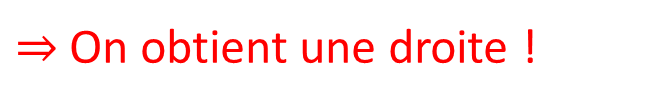 ⇒ On obtient une droite !